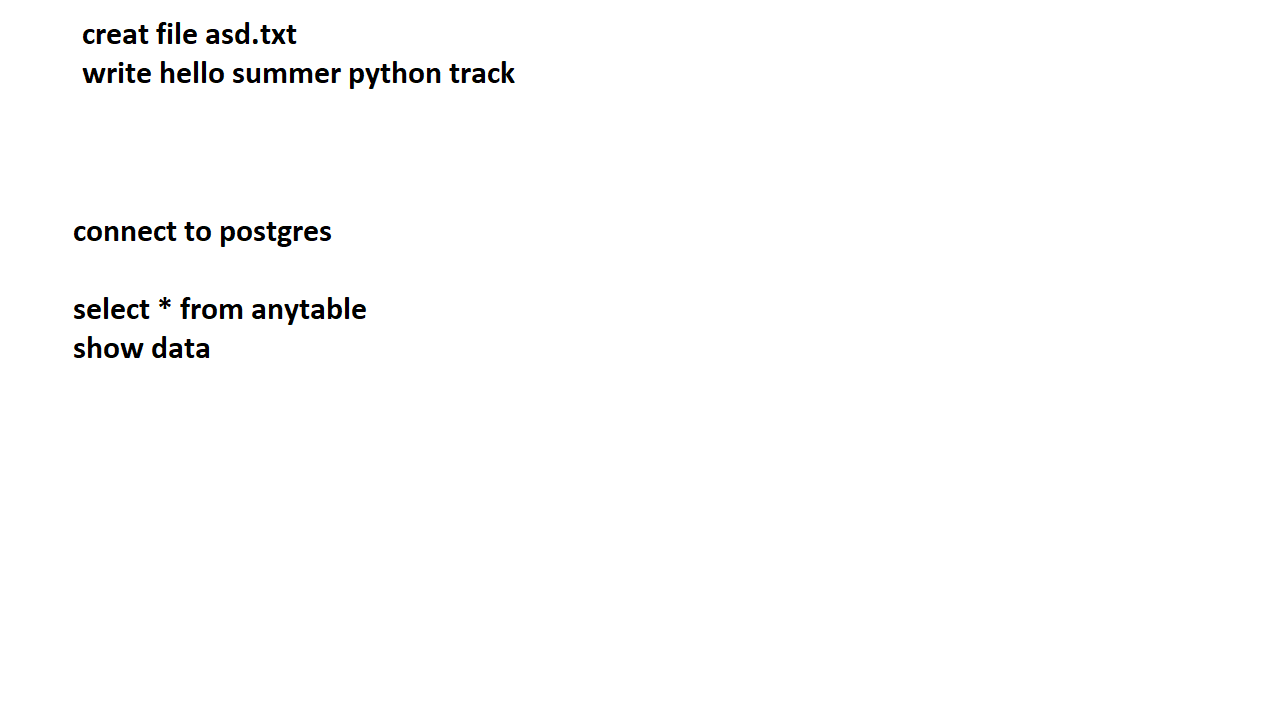 creat file asd.txt
write hello summer python track
connect to postgres
select * from anytable
show data